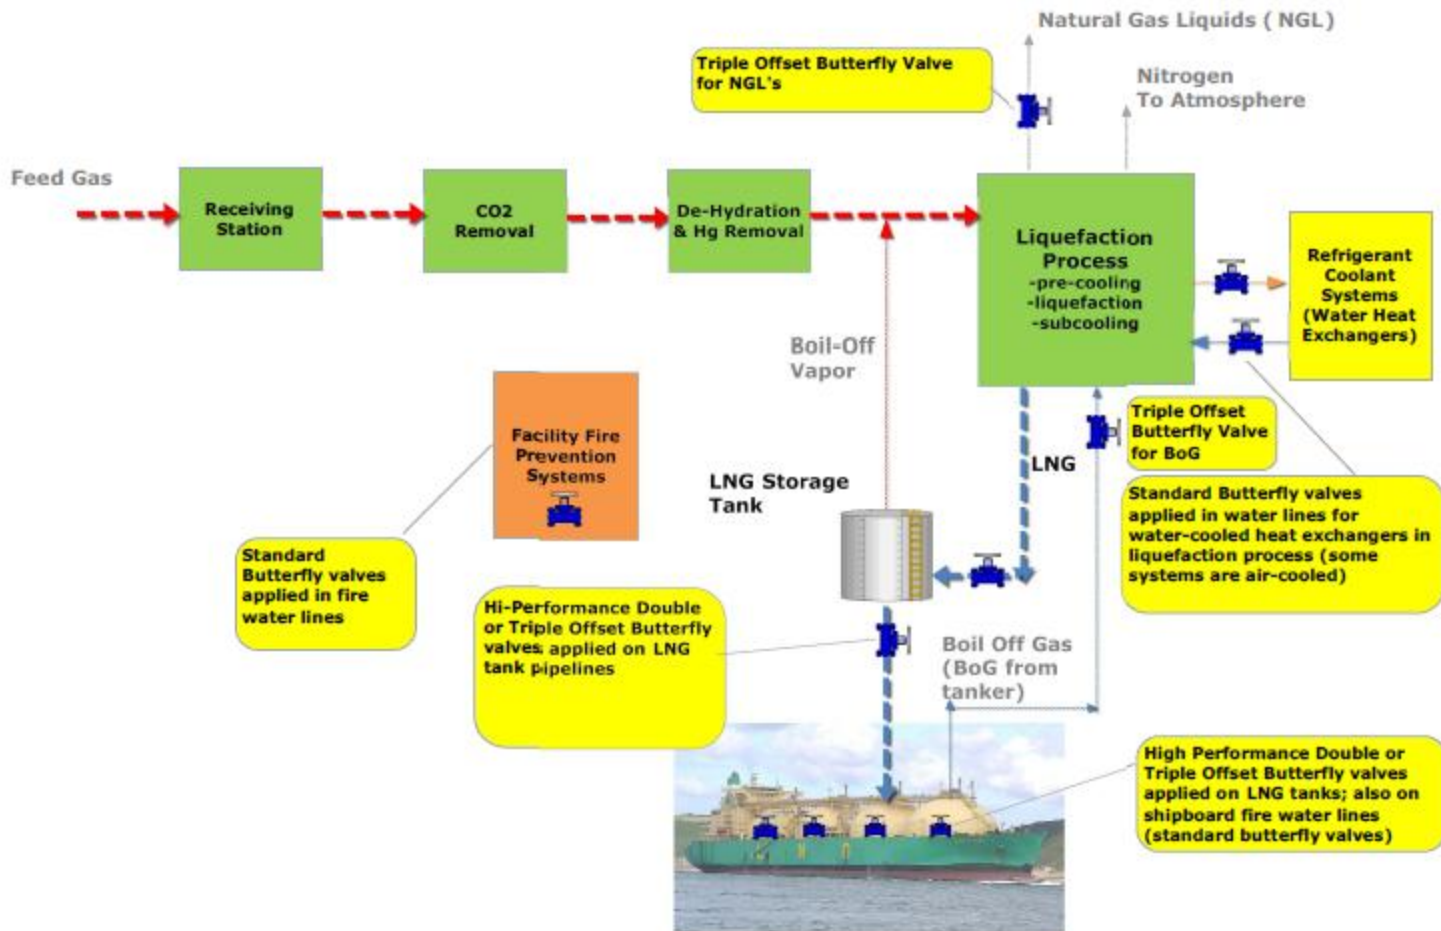 Natural Gas Liquids ( NGL)
Triple Offset Butterfly Valve
for NGL's
Nitrogen
To Atmosphere
Feed Gas
Receiving
Station
CO2
Removal
De-Hydration
& Hg Removal
Liquefaction
Process
-pre-cooling
-liquefaction
-subcooling
Refrigerant
Coolant
Systems
(Water Heat
Exchangers)
Boil-Off
Vapor
Facility Fire
Prevention
Systems
Triple Offset
Butterfly Valve
for BoG
LNG
LNG Storage
Tank
Standard Butterfly valves
applied in water lines for
water-cooled heat exchangers in
liquefaction process (some
systems are air-cooled)
Standard
Butterfly valves
applied in fire
water lines
Hi-Performance Double
or Triple Offset Butterfly
valves; applied on LNG
tank pipelines
Boil Off Gas
(BoG from
tanker)
High Performance Double or
Triple Offset Butterfly valves
applied on LNG tanks; also on
shipboard fire water lines
(standard butterfly valves)
L N G